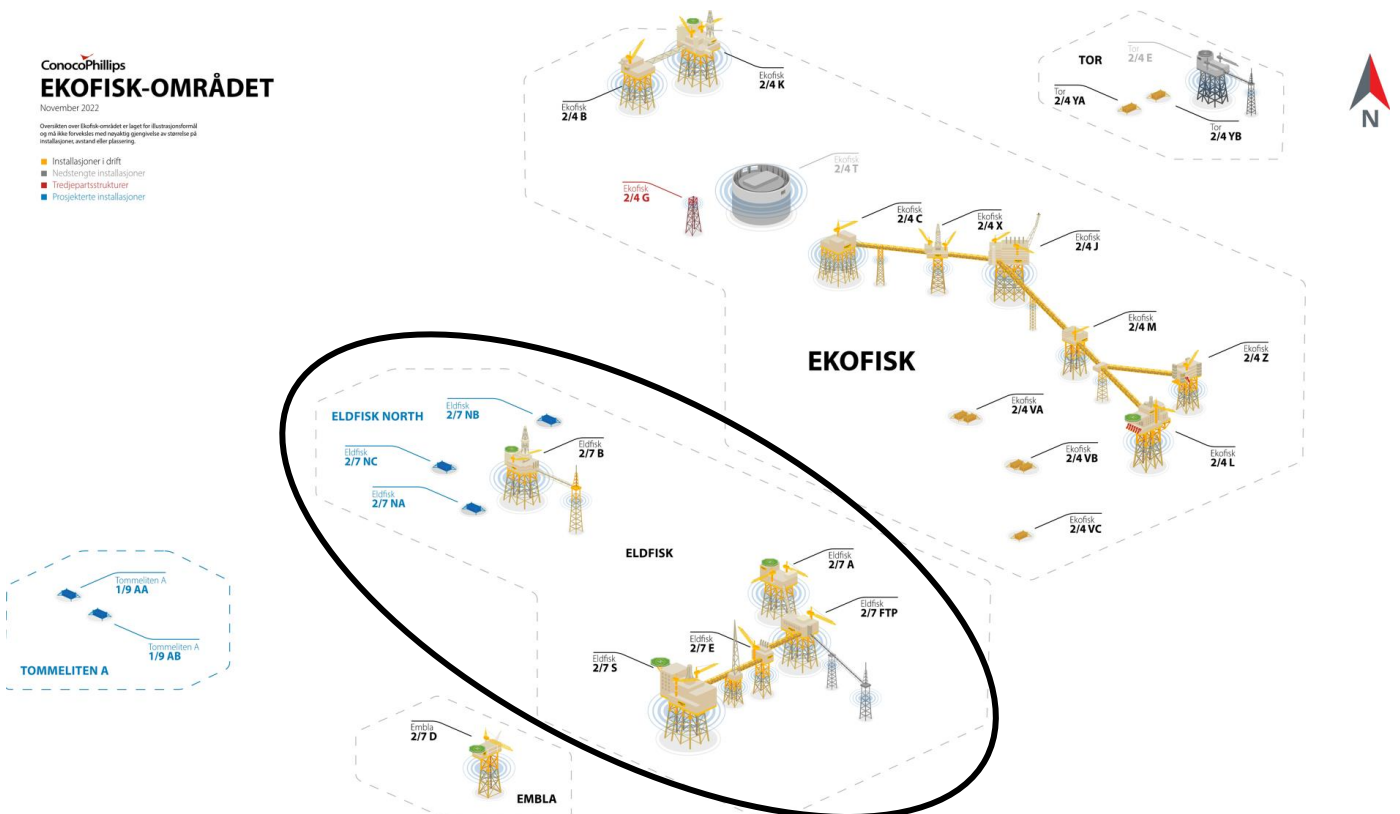 ConocoPhillips
EKOFISK-OMRÅDET
November 2022
Oversikten over Ekofisk-området er laget for illustrasjonsformål
og må ikke forveksles med nøyaktig gjengivelse av størrelse på
installasjoner, avstand eller plassering.
Installasjoner i drift
Nedstengte installasjoner
Tredjepartsstrukturer
Prosjekterte installasjoner
Ekofisk
2/4 B
Ekofisk
2/4 K
TOR
Tor
2/4 E
Tor
2/4 YA
Tor
2/4 YB
N
Ekofisk
2/4 G
Ekofisk
2/4 T
Ekofisk
2/4 C
Ekofisk
2/4 X
Ekofisk
2/4 J
Ekofisk
2/4 M
Ekofisk
2/4 Z
EKOFISK
Ekofisk
2/4 VA
Ekofisk
2/4 VB
Ekofisk
2/4 L
Ekofisk
2/4 VC
ELDFISK NORTH
Eldfisk
2/7 NB
Eldfisk
2/7 B
Eldfisk
2/7 NC
Eldfisk
2/7 NA
ELDFISK
Eldfisk
2/7 A
Eldfisk
2/7 FTP
Eldfisk
2/7 E
Eldfisk
2/7 S
Tommeliten A
1/9 AA
Tommeliten A
1/9 AB
TOMMELITEN A
Embla
2/7 D
EMBLA